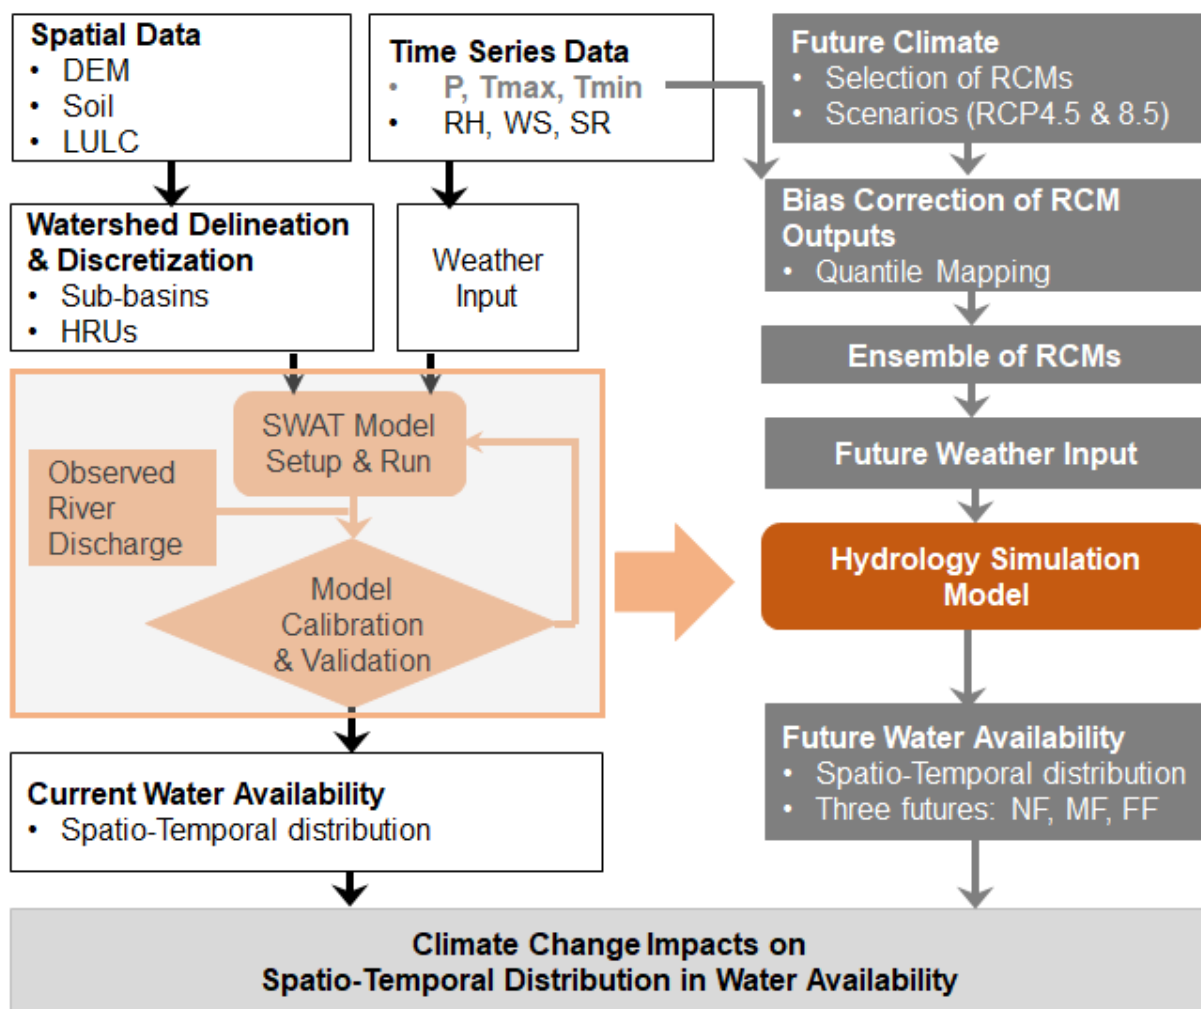 Spatial Data
• DEM
• Soil
• LULC
Time Series Data
• P, Tmax, Tmin
• RH, WS, SR
Future Climate
• Selection of RCMs
• Scenarios (RCP4.5 & 8.5)
Watershed Delineation
& Discretization
• Sub-basins
• HRUs
Weather
Input
Bias Correction of RCM
Outputs
• Quantile Mapping
Ensemble of RCMs
Future Weather Input
SWAT Model
Setup & Run
Observed
River
Discharge
Model
Calibration
& Validation
Hydrology Simulation
Model
Current Water Availability
• Spatio-Temporal distribution
Future Water Availability
• Spatio-Temporal distribution
• Three futures: NF, MF, FF
Climate Change Impacts on
Spatio-Temporal Distribution in Water Availability